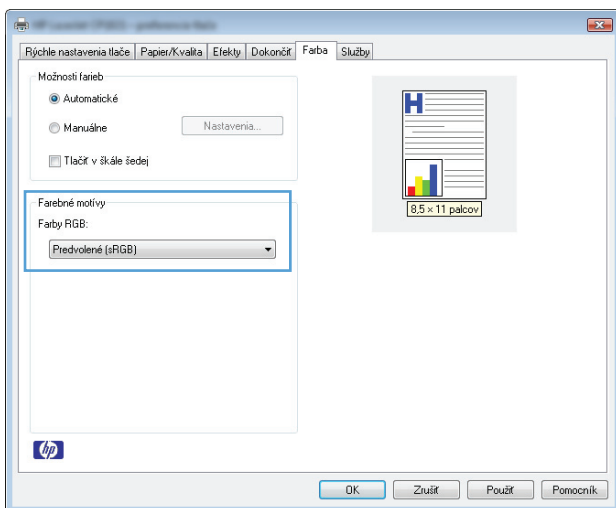 Rýchle nastavenia tlače Papier/Kvalita Efekty Dokončiť Farba Služby
Možnosti farieb
Automatické
Manuálne Nastavenia...
Tlačiť v škále šedej
H
8,5 × 11 palcov
Farebné motívy
Farby RGB:
Predvolené (sRGB)
hp
OK Zrušiť Použiť Pomocník